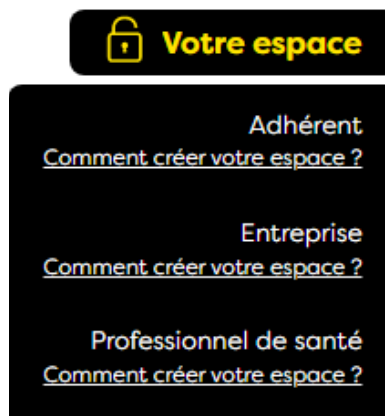 Votre espace
Adhérent
Comment créer votre espace ?
Entreprise
Comment créer votre espace ?
Professionnel de santé
Comment créer votre espace ?